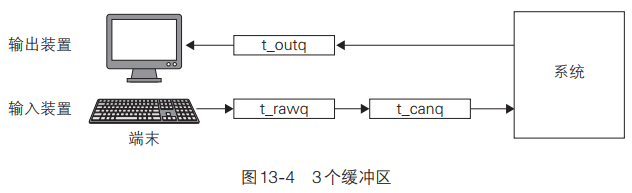 输出装置
t_outq
系统
输入装置
t_rawq
t_canq
端末
图13-4 3个缓冲区